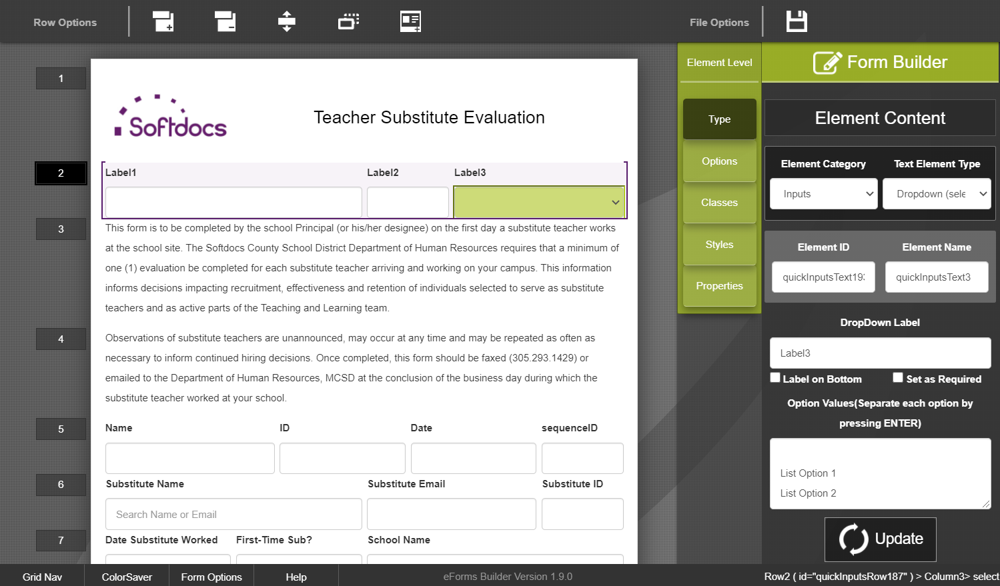 Row Options
File Options
Element Level
Form Builder
1
Softdocs
Teacher Substitute Evaluation
Type
Element Content
2
Label1
Label2
Label3
Options
Element Category
Text Element Type
Inputs
Dropdown (sele
Classes
3
This form is to be completed by the school Principal (or his/her designee) on the first day a substitute teacher works
at the school site. The Softdocs County School District Department of Human Resources requires that a minimum of
one (1) evaluation be completed for each substitute teacher arriving and working on your campus. This information
informs decisions impacting recruitment, effectiveness and retention of individuals selected to serve as substitute
teachers and as active parts of the Teaching and Learning team.
Styles
Properties
Element ID
Element Name
quickInputsText19
quickInputsText3
4
Observations of substitute teachers are unannounced, may occur at any time and may be repeated as often as
necessary to inform continued hiring decisions. Once completed, this form should be faxed (305.293.1429) or
emailed to the Department of Human Resources, MCSD at the conclusion of the business day during which the
substitute teacher worked at your school.
DropDown Label
Label3
Label on Bottom
Set as Required
Option Values(Separate each option by
pressing ENTER)
List Option 1
List Option 2
Update
5
Name
ID
Date
sequenceID
6
Substitute Name
Substitute Email
Substitute ID
Search Name or Email
7
Date Substitute Worked
First-Time Sub?
School Name
Grid Nav
ColorSaver
Form Options
Help
eForms Builder Version 1.9.0
Row2 ( id="quickInputsRow187" ) > Column3> select